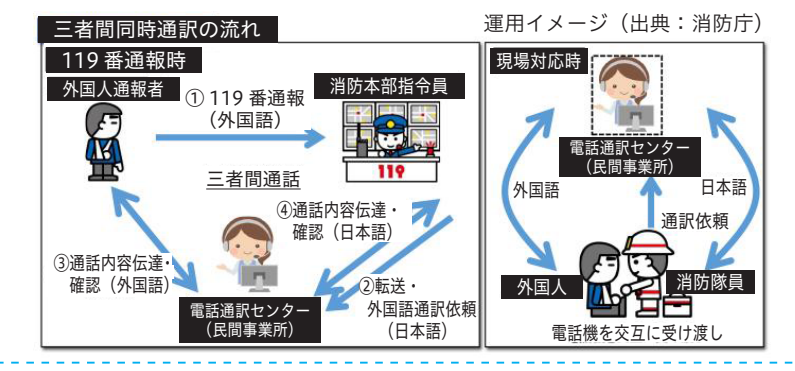 三者間同時通訳の流れ
運用イメージ（出典：消防庁）
119 番通報時
外国人通報者
① 119 番通報
（外国語）
消防本部指令員
119
三者間通話
④通話内容伝達・
確認（日本語）
③通話内容伝達・
確認（外国語）
②転送・
外国語通訳依頼
（日本語）
電話通訳センター
（民間事業所）
現場対応時
電話通訳センター
（民間事業所）
外国語
日本語
通訳依頼
外国人
消防隊員
電話機を交互に受け渡し